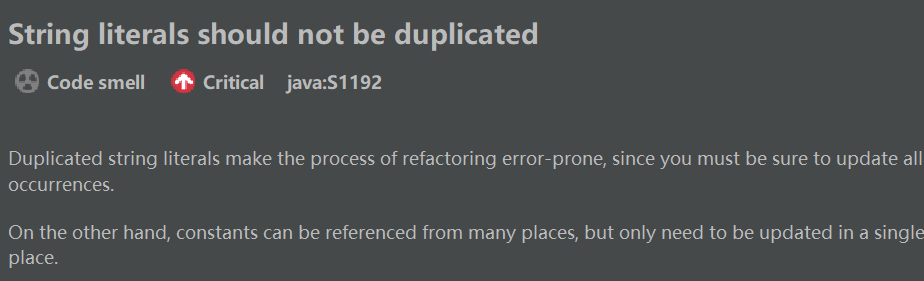 String literals should not be duplicated
Code smell Critical java:S1192
Duplicated string literals make the process of refactoring error-prone, since you must be sure to update all
occurrences.
On the other hand, constants can be referenced from many places, but only need to be updated in a single
place.